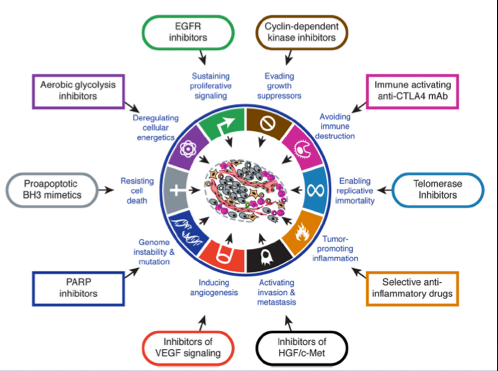 EGFR
inhibitors
Cyclin-dependent
kinase inhibitors
Aerobic glycolysis
inhibitors
Sustaining
proliferative
signaling
Evading
growth
suppressors
Immune activating
anti-CTLA4 mAb
Deregulating
cellular
energetics
Avoiding
immune
destruction
Proapoptotic
BH3 mimetics
Resisting
cell
death
Enabling
replicative
immortality
Telomerase
Inhibitors
Genome
instability &
mutation
Tumor-
promoting
inflammation
PARP
inhibitors
Inducing
angiogenesis
Activating
invasion &
metastasis
Selective anti-
inflammatory drugs
Inhibitors of
VEGF signaling
Inhibitors of
HGF/c-Met